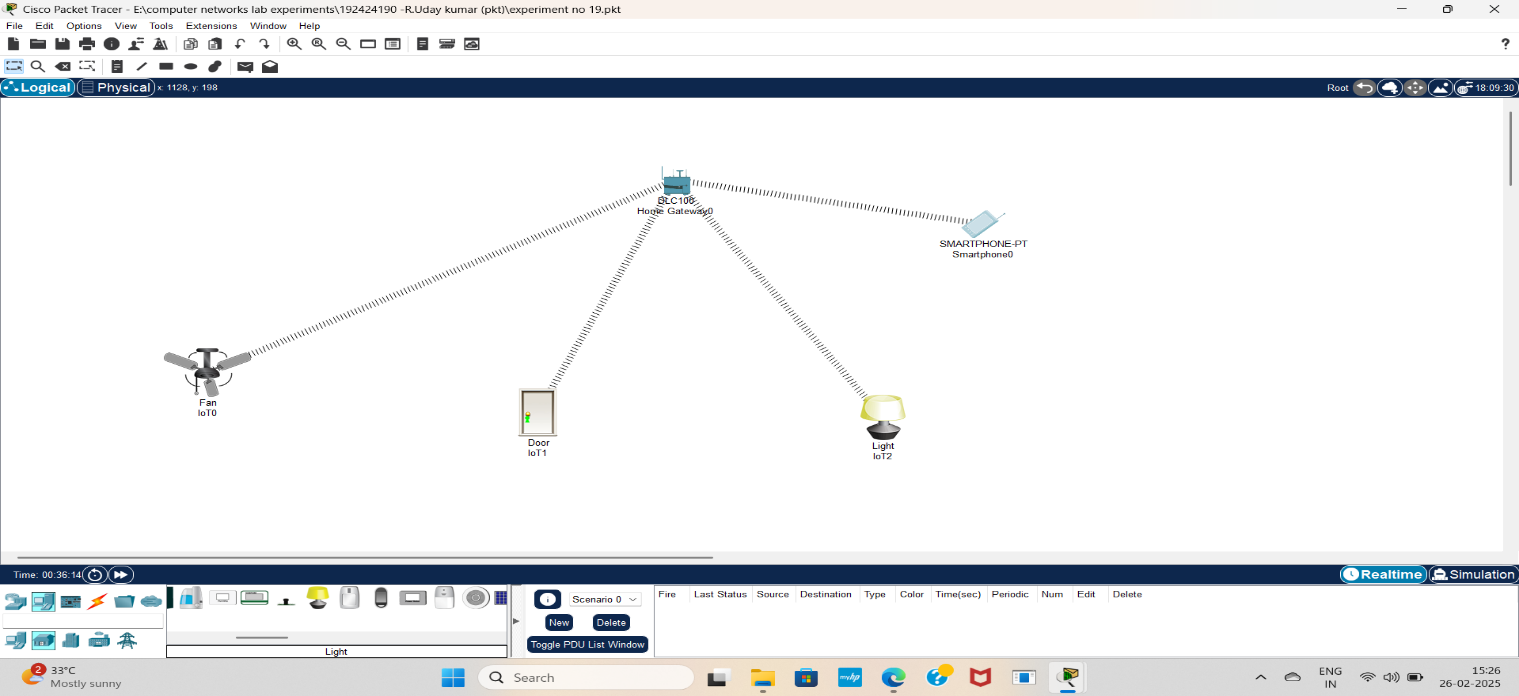 Cisco Packet Tracer - E:\computer networks lab experiments\192424190 -R.Uday kumar (pkt)\experiment no 19.pkt
File Edit Options View Tools Extensions Window Help
?
Logical Physical x: 1128, y: 198 Root 18:09:30
DLC100
Home Gateway0
SMARTPHONE-PT
Smartphone0
Fan
IoT0
Door
IoT1
Light
IoT2
Time: 00:36:14 Realtime Simulation
Scenario 0 Fire Last Status Source Destination Type Color Time(sec) Periodic Num Edit Delete
New Delete
Toggle PDU List Window
Light
2 33°C
Mostly sunny
Search
myhp
ENG
IN
15:26
26-02-2025